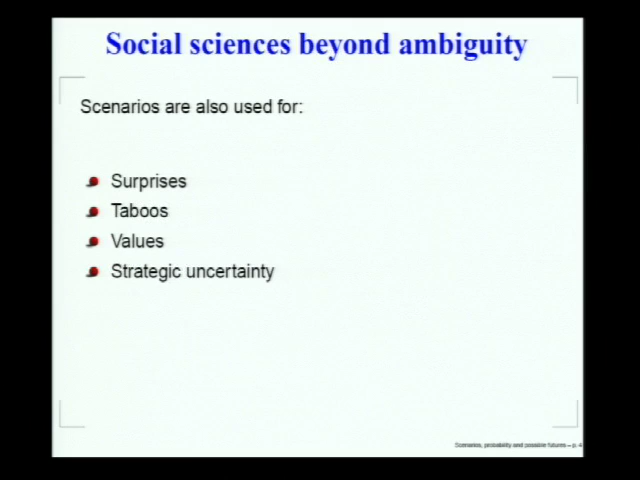 Social sciences beyond ambiguity
Scenarios are also used for:
Surprises
Taboos
Values
Strategic uncertainty
Scenarios, probability and possible futures – p. 4